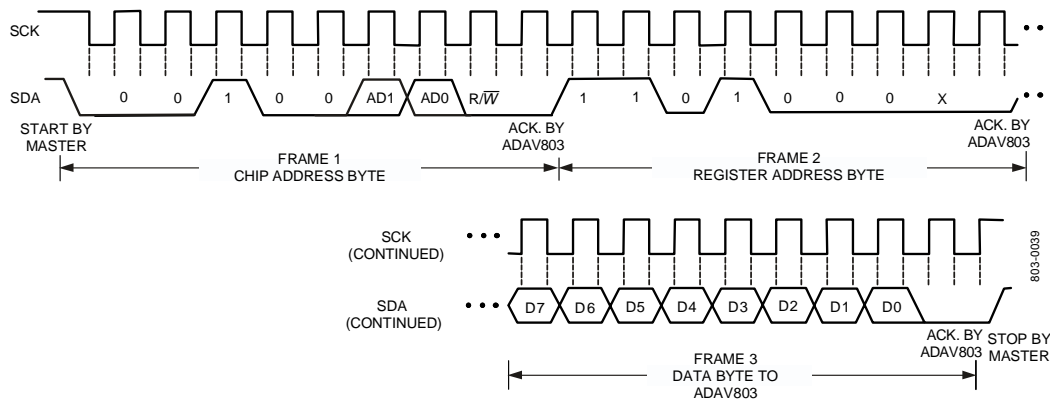 SCK
SDA
0 0 1 0 0 AD1 AD0 R/W̅ 1 1 0 1 0 0 0 X
START BY
MASTER
ACK. BY
ADAV803
ACK. BY
ADAV803
FRAME 1
CHIP ADDRESS BYTE
FRAME 2
REGISTER ADDRESS BYTE
SCK
(CONTINUED)
SDA
(CONTINUED)
D7 D6 D5 D4 D3 D2 D1 D0
ACK. BY
ADAV803
STOP BY
MASTER
FRAME 3
DATA BYTE TO
ADAV803
803-0039